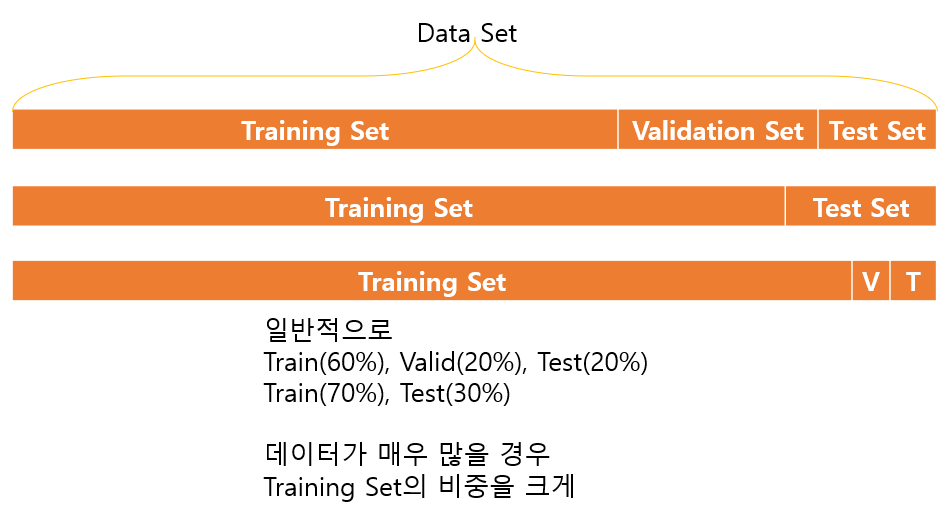 Data Set
Training Set Validation Set Test Set
Training Set Test Set
Training Set V T
일반적으로
Train(60%), Valid(20%), Test(20%)
Train(70%), Test(30%)
데이터가 매우 많을 경우
Training Set의 비중을 크게